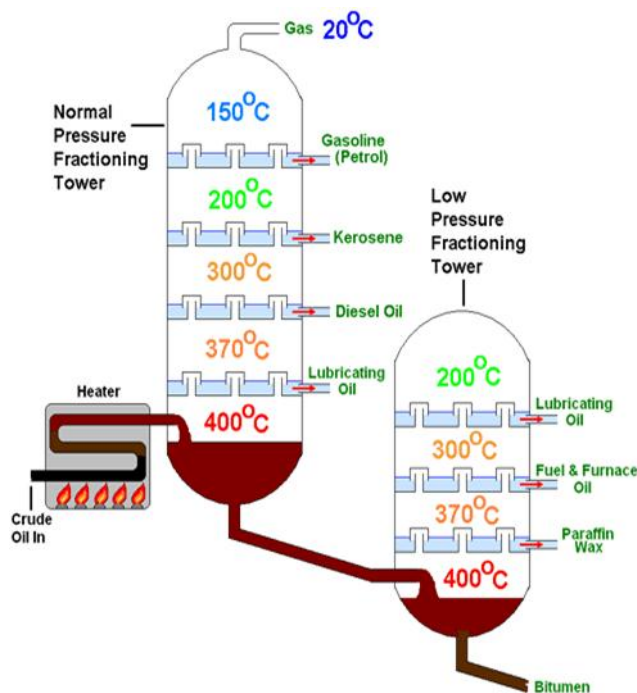 Gas 20°C
Normal
Pressure
Fractioning
Tower
150°C
Gasoline
(Petrol)
200°C
Kerosene
300°C
Diesel Oil
370°C
Lubricating
Oil
400°C
Heater
Crude
Oil In
Low
Pressure
Fractioning
Tower
200°C
Lubricating
Oil
300°C
Fuel & Furnace
Oil
370°C
Paraffin
Wax
400°C
Bitumen